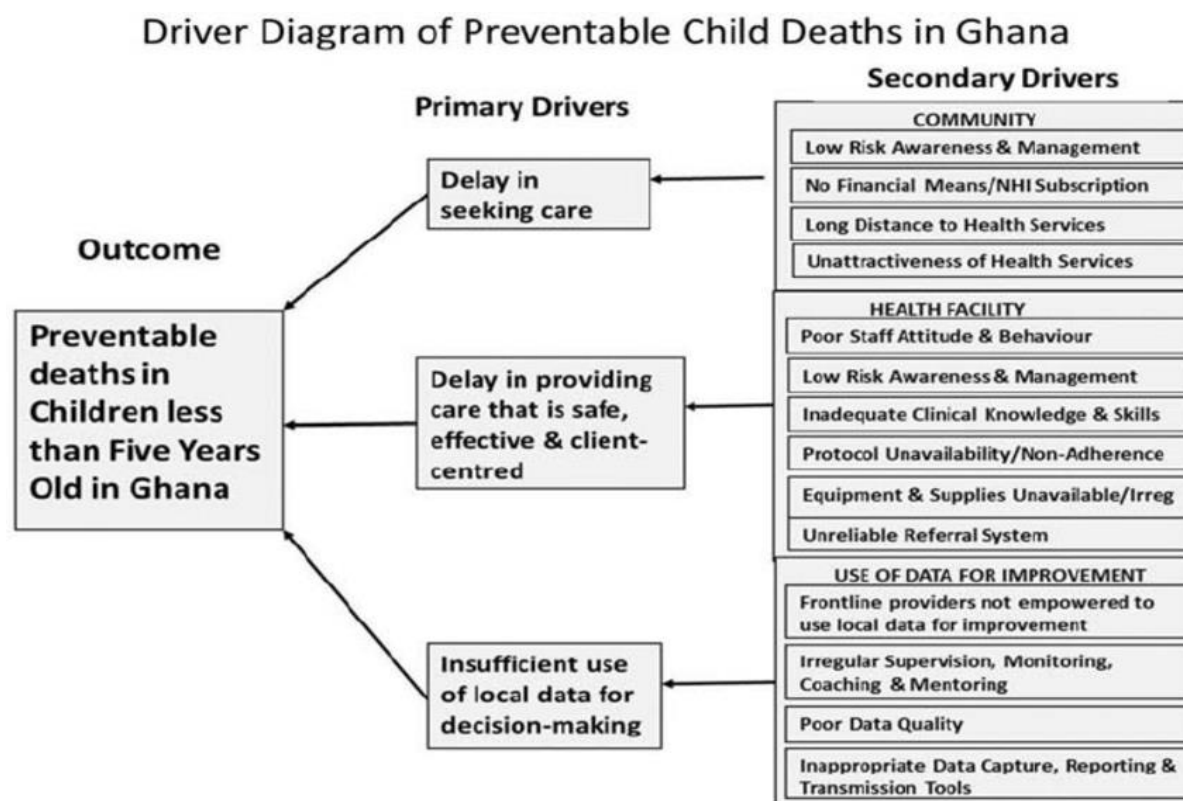 Driver Diagram of Preventable Child Deaths in Ghana
Outcome
Preventable
deaths in
Children less
than Five Years
Old in Ghana
Primary Drivers
Delay in
seeking care
Delay in providing
care that is safe,
effective & client-
centred
Insufficient use
of local data for
decision-making
Secondary Drivers
COMMUNITY
Low Risk Awareness & Management
No Financial Means/NHI Subscription
Long Distance to Health Services
Unattractiveness of Health Services
HEALTH FACILITY
Poor Staff Attitude & Behaviour
Low Risk Awareness & Management
Inadequate Clinical Knowledge & Skills
Protocol Unavailability/Non-Adherence
Equipment & Supplies Unavailable/Irreg
Unreliable Referral System
USE OF DATA FOR IMPROVEMENT
Frontline providers not empowered to
use local data for improvement
Irregular Supervision, Monitoring,
Coaching & Mentoring
Poor Data Quality
Inappropriate Data Capture, Reporting &
Transmission Tools